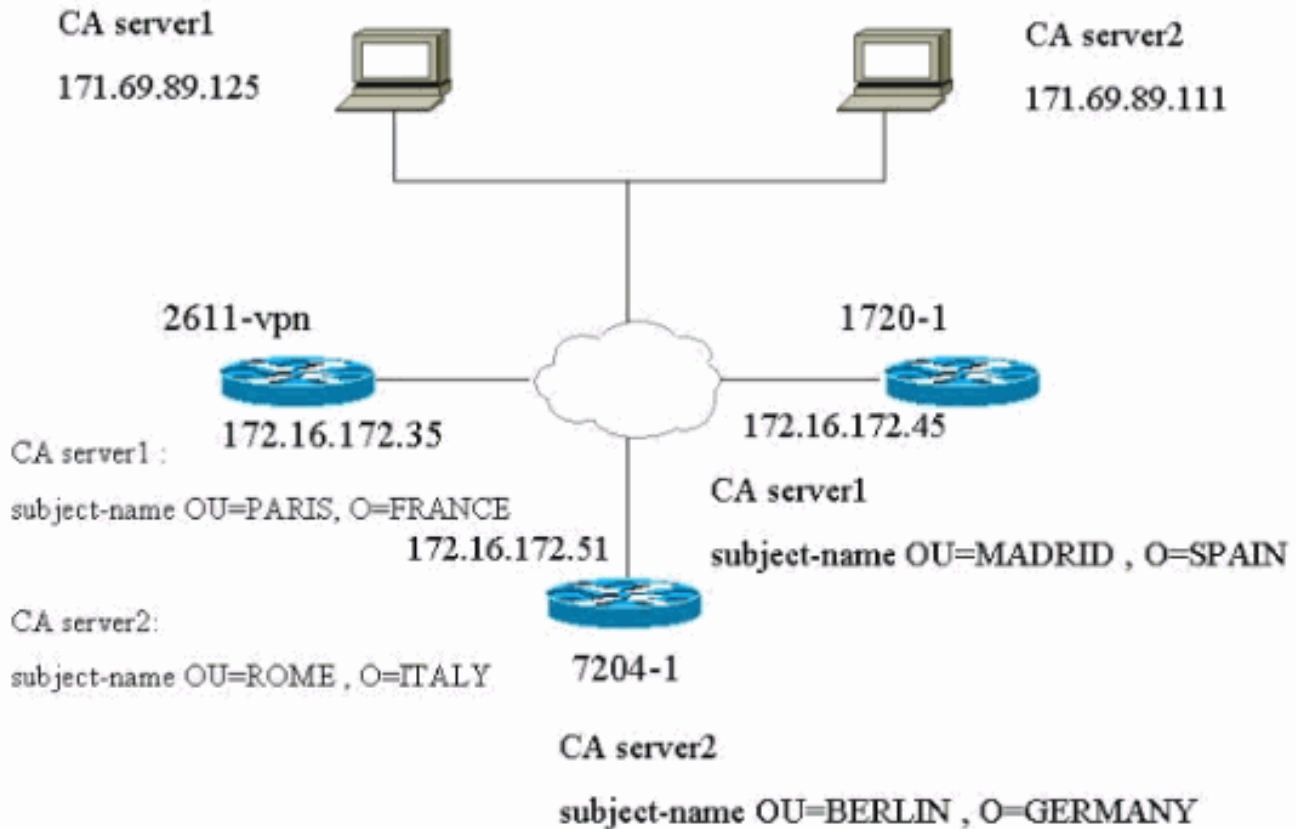 CA server1
171.69.89.125
CA server2
171.69.89.111
2611-vpn
1720-1
172.16.172.35
172.16.172.45
CA server1 :
subject-name OU=PARIS, O=FRANCE
CA server1
subject-name OU=MADRID , O=SPAIN
172.16.172.51
CA server2:
subject-name OU=ROME , O=ITALY
7204-1
CA server2
subject-name OU=BERLIN , O=GERMANY